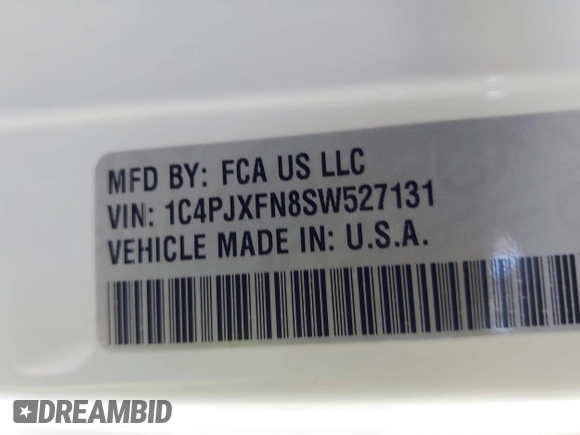 MFD BY: FCA US LLC
VIN: 1C4PJXFN8SW527131
VEHICLE MADE IN: U.S.A.
DREAMBID